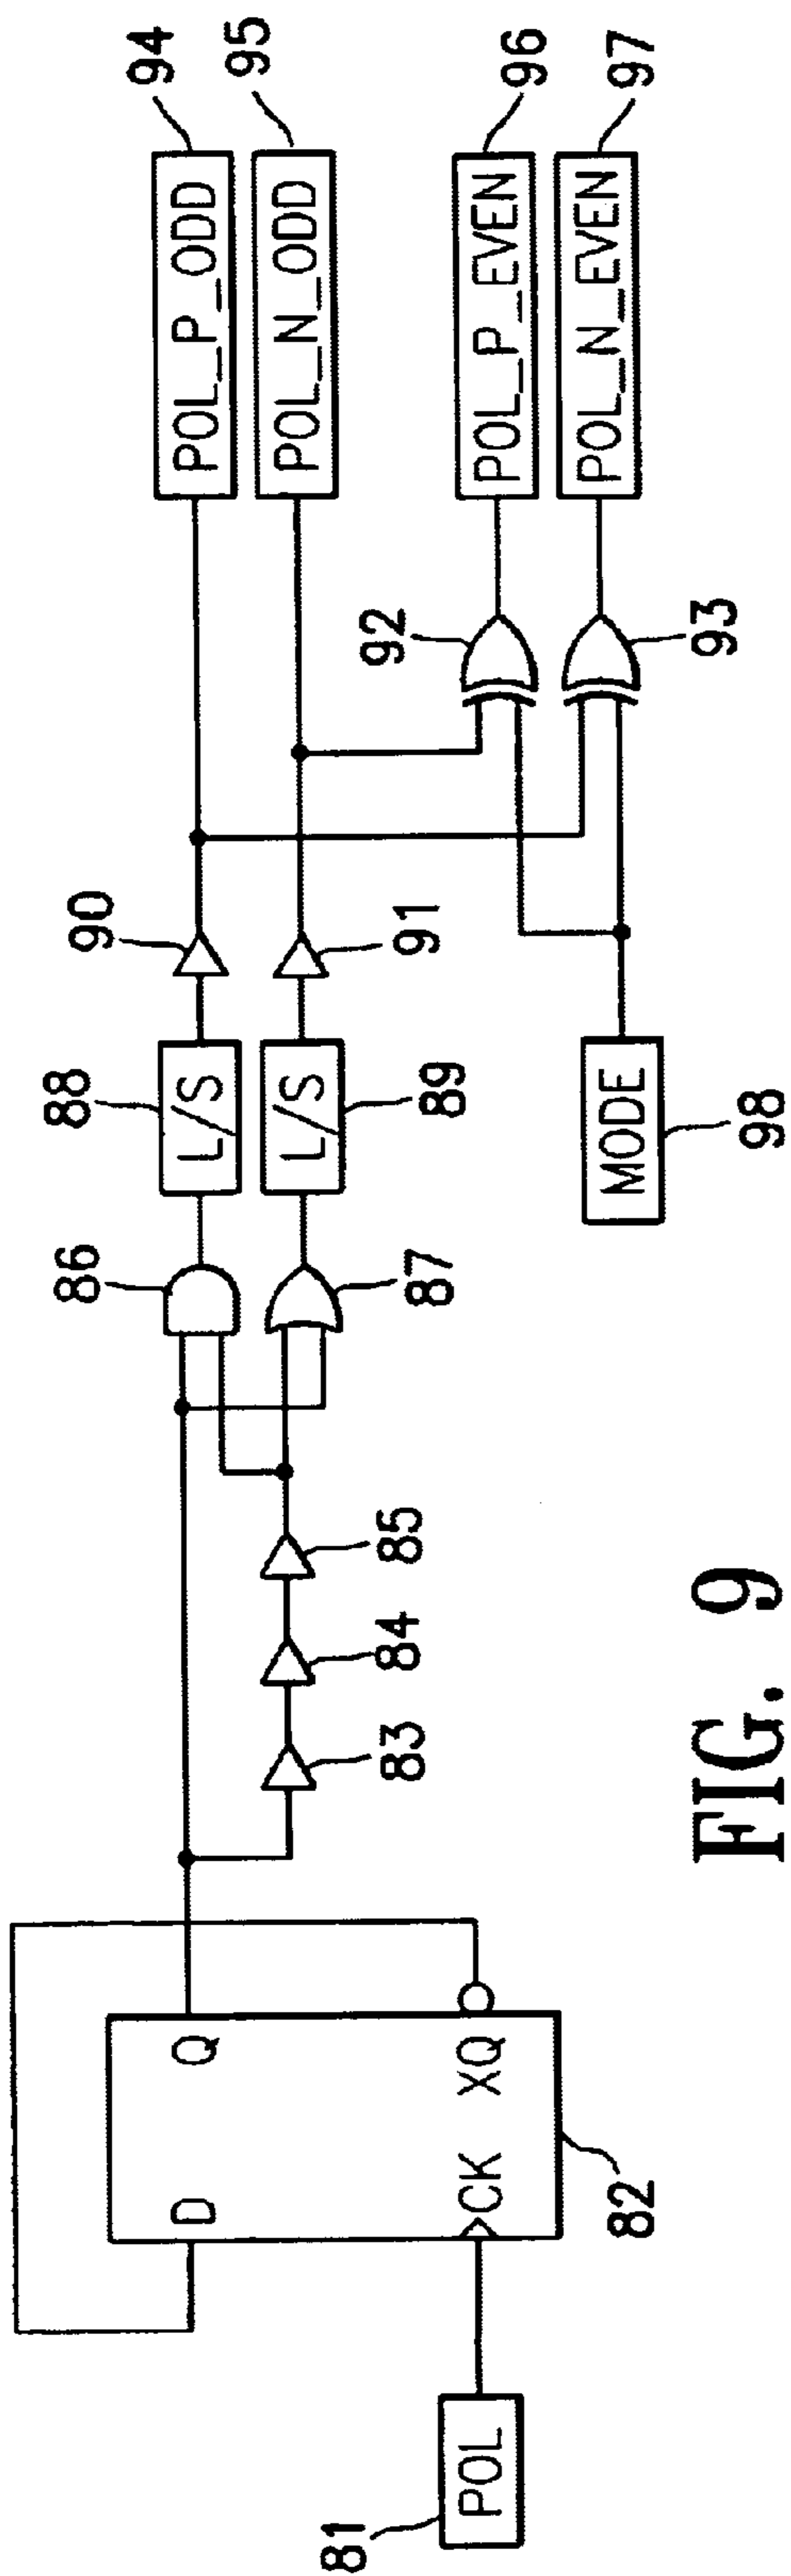 94
POL_P_ODD
95
POL_N_ODD
96
POL_P_EVEN
97
POL_N_EVEN
92
93
90
91
88
L/S
89
L/S
MODE
98
86
87
85
84
83
D
Q
CK
XQ
82
81
POL
FIG. 9